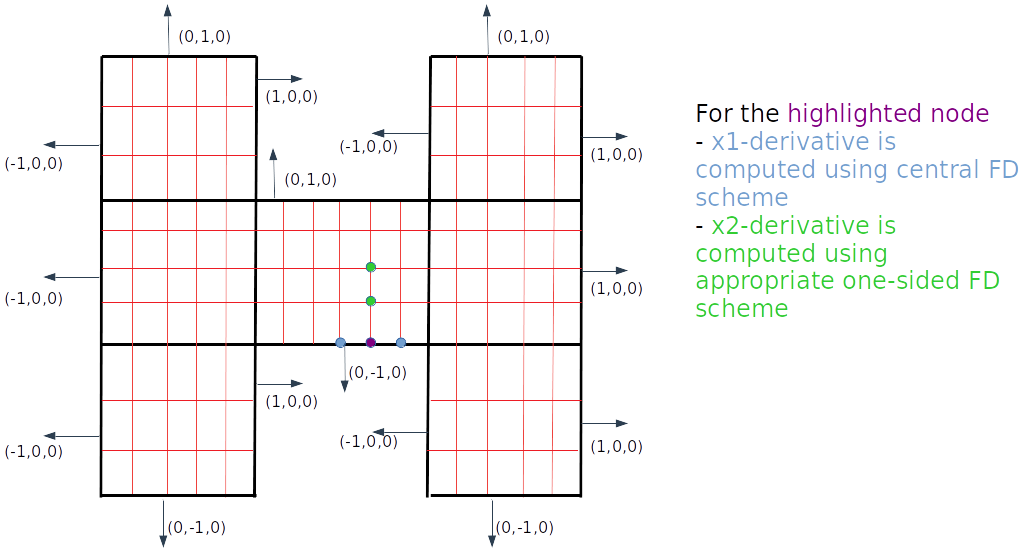 (0,1,0)
(0,1,0)
(1,0,0)
(-1,0,0)
(1,0,0)
(-1,0,0)
(0,1,0)
(-1,0,0)
(1,0,0)
(0,-1,0)
(1,0,0)
(-1,0,0)
(-1,0,0)
(1,0,0)
(0,-1,0)
(0,-1,0)
For the highlighted node
- x1-derivative is
computed using central FD
scheme
- x2-derivative is
computed using
appropriate one-sided FD
scheme